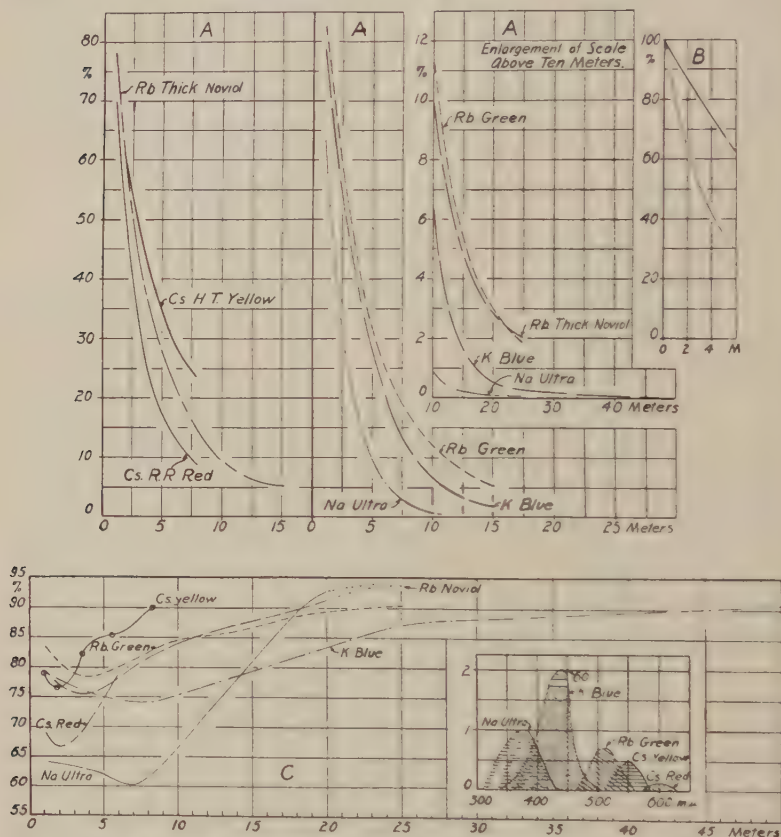 A
80
%
70
60
50
40
30
20
10
0
Rb Thick Noviol
Cs H T. Yellow
Cs. R.R Red
0 5 10 15
A
Rb Green
Na Ultra
K Blue
0 5 10 15 20 25 Meters
A
Enlargement of Scale
above Ten Meters.
12
%
10
8
6
4
2
0
Rb Green
Rb Thick Noviol
K Blue
Na Ultra
10 20 30 40 Meters
B
100
%
80
60
40
20
0
0 2 4 M
95
%
90
85
80
75
70
65
60
55
Cs. yellow
Rb. Green
Cs. Red
Na Ultra
Rb Noviol
K Blue
C
0 5 10 15 20 25 30 35 40 45 Meters
2
1
0
Na Ultra
Blue
Rb Green
Cs Yellow
Cs Red
300 400 500 600 mμ